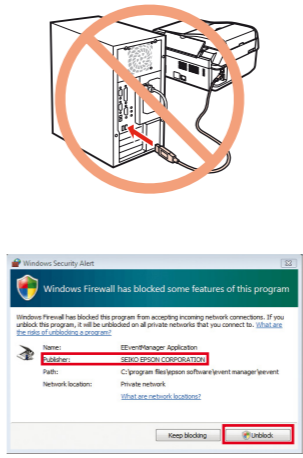 Windows Security Alert
Windows Firewall has blocked some features of this program
Windows Firewall has blocked this program from accepting incoming network connections. If you
unblock this program, it will be unblocked on all private networks that you connect to. What are
the risks of unblocking a program?
Name: EEventManager Application
Publisher: SEIKO EPSON CORPORATION
Path: C:\program files\epson software\event manager\eeventmanager
Network location: Private network
What are network locations?
Keep blocking
Unblock